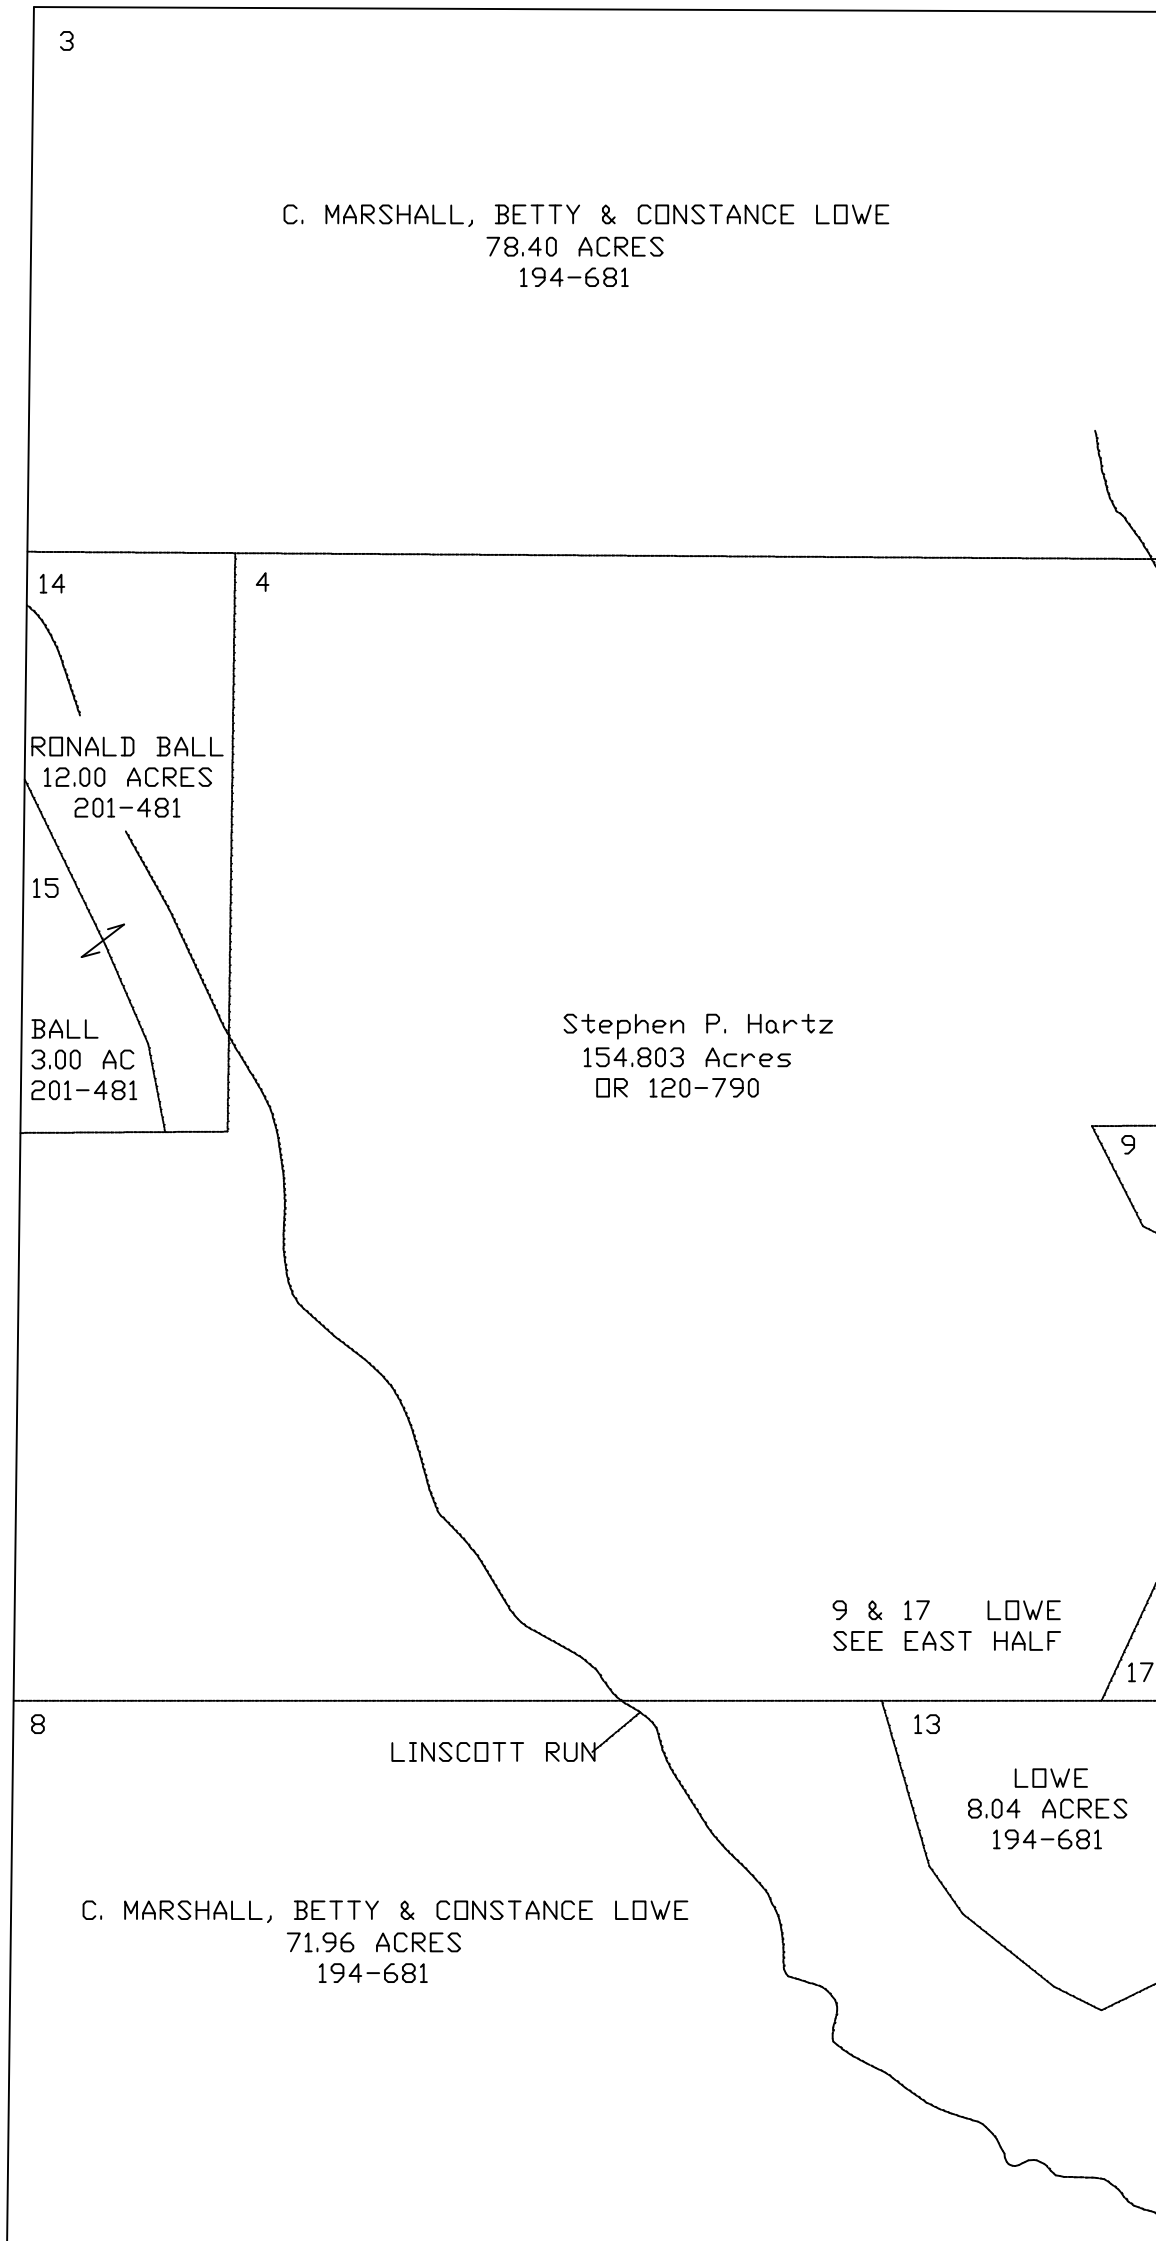 3
C. MARSHALL, BETTY & CONSTANCE LOWE
78.40 ACRES
194-681
14
4
RONALD BALL
12.00 ACRES
201-481
15
BALL
3.00 AC
201-481
Stephen P. Hartz
154.803 Acres
OR 120-790
9
9 & 17 LOWE
SEE EAST HALF
17
8
13
LINSCOTT RUN
LOWE
8.04 ACRES
194-681
C. MARSHALL, BETTY & CONSTANCE LOWE
71.96 ACRES
194-681